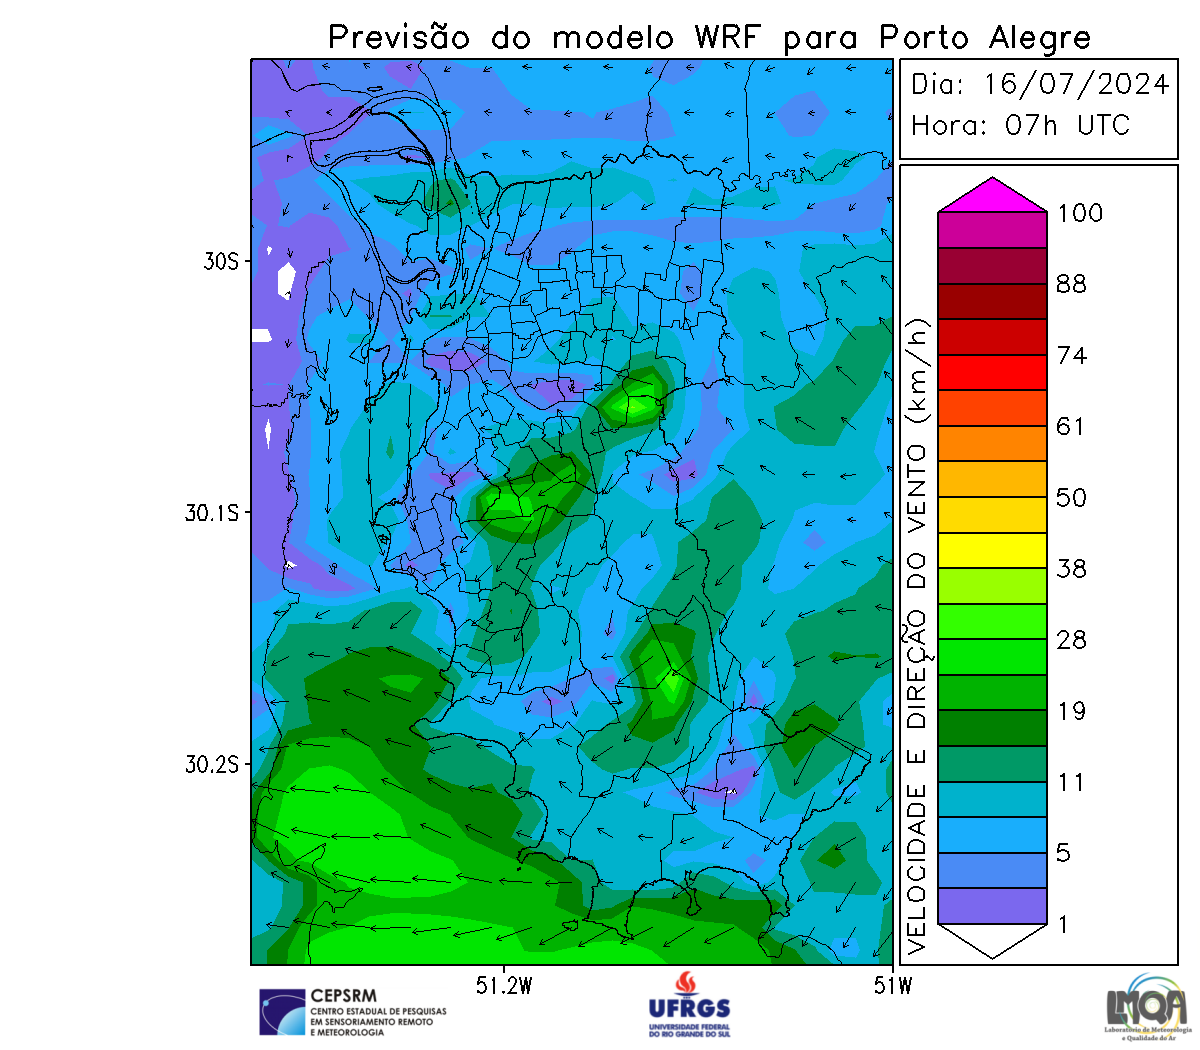 Previsão do modelo WRF para Porto Alegre
Dia: 16/07/2024
Hora: 07h UTC
30S
30.1S
30.2S
51.2W
51W
VELOCIDADE E DIREÇÃO DO VENTO (km/h)
100
88
74
61
50
38
28
19
11
5
1
CEPSRM
CENTRO ESTADUAL DE PESQUISAS
EM SENSORIAMENTO REMOTO
E METEOROLOGIA
UFRGS
UNIVERSIDADE FEDERAL
DO RIO GRANDE DO SUL
LMQA
Laboratório de Meteorologia
e Qualidade do Ar